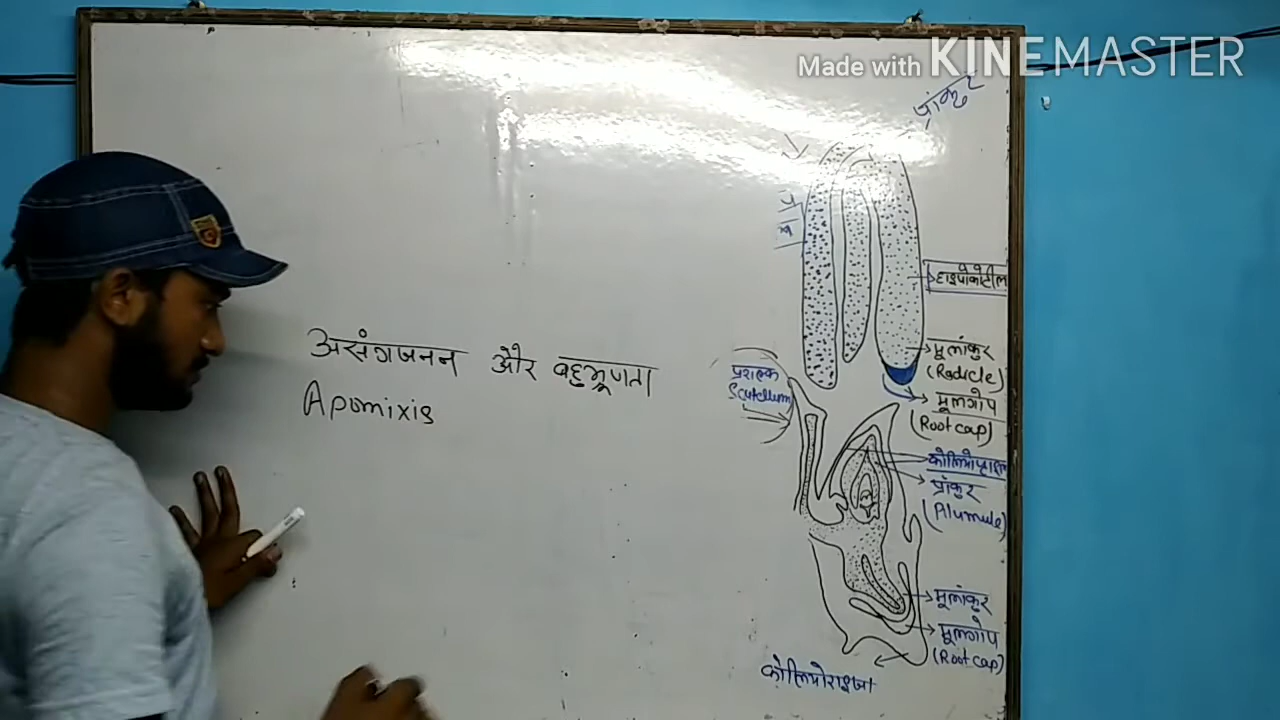 Made with KINEMASTER
प्रांकुर
असंगजनन और बहुभ्रूणता
Apomixis
हाइपोकोटील
मूलांकुर
(Radicle)
मूलगोप
(Root cap)
प्रशल्क
Scutellum
प्रांकुर
(Plumule)
मूलांकुर
मूलगोप
(Root cap)
कोलियोराइजा